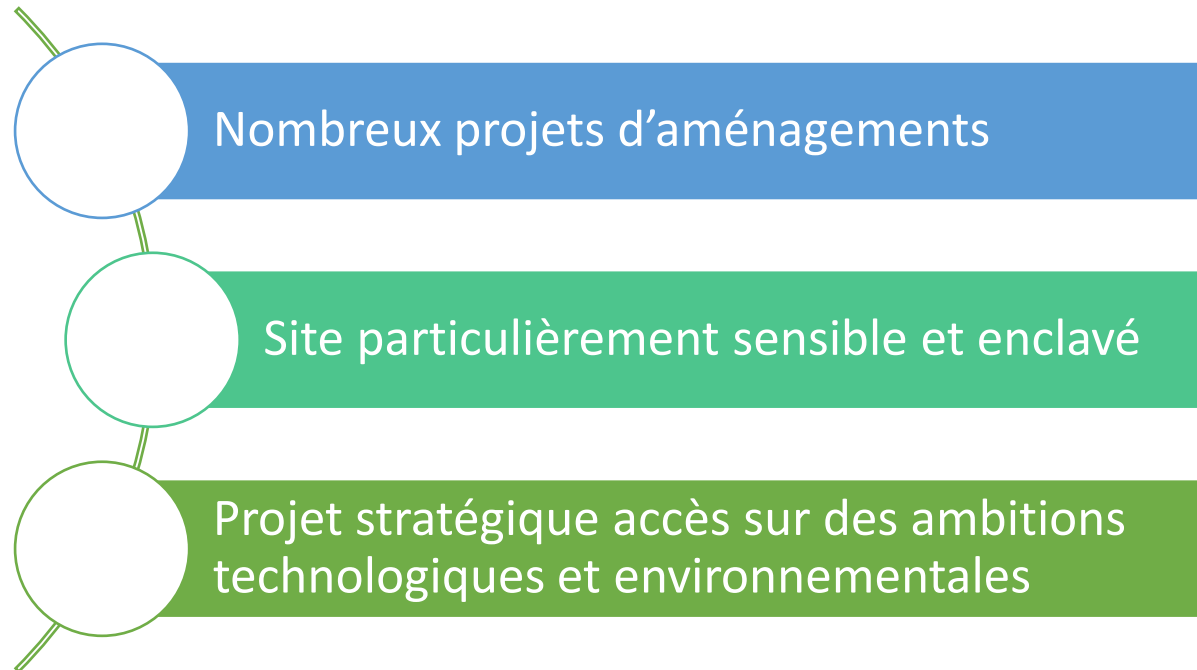 Nombreux projets d’aménagements
Site particulièrement sensible et enclavé
Projet stratégique accès sur des ambitions
technologiques et environnementales